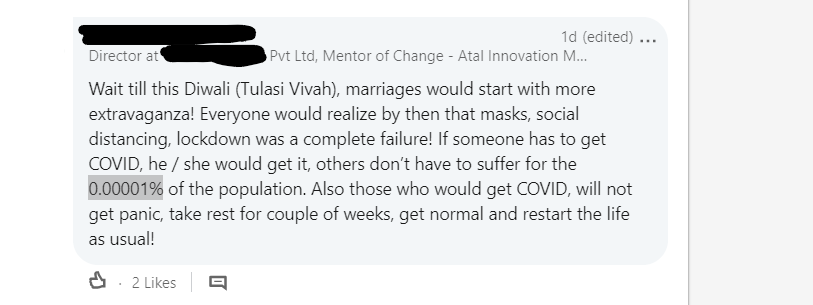 1d (edited) ...
Director at Pvt Ltd, Mentor of Change - Atal Innovation M...
Wait till this Diwali (Tulasi Vivah), marriages would start with more
extravaganza! Everyone would realize by then that masks, social
distancing, lockdown was a complete failure! If someone has to get
COVID, he / she would get it, others don't have to suffer for the
0.00001% of the population. Also those who would get COVID, will not
get panic, take rest for couple of weeks, get normal and restart the life
as usual!
· 2 Likes